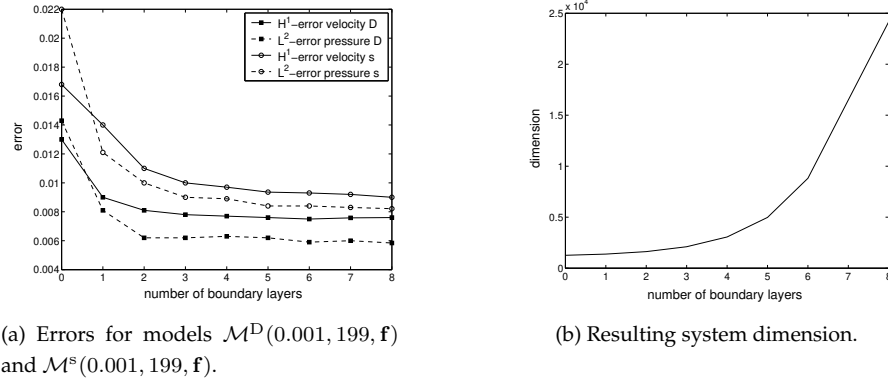 0.022
0.02
0.018
0.016
0.014
0.012
0.01
0.008
0.006
0.004
error
0 1 2 3 4 5 6 7 8
number of boundary layers
H¹−error velocity D
L²−error pressure D
H¹−error velocity s
L²−error pressure s
(a) Errors for models 𝓜ᴰ(0.001, 199, 𝐟)
and 𝓜ˢ(0.001, 199, 𝐟).
2.5 x 10⁴
2
1.5
1
0.5
0
dimension
0 1 2 3 4 5 6 7 8
number of boundary layers
(b) Resulting system dimension.